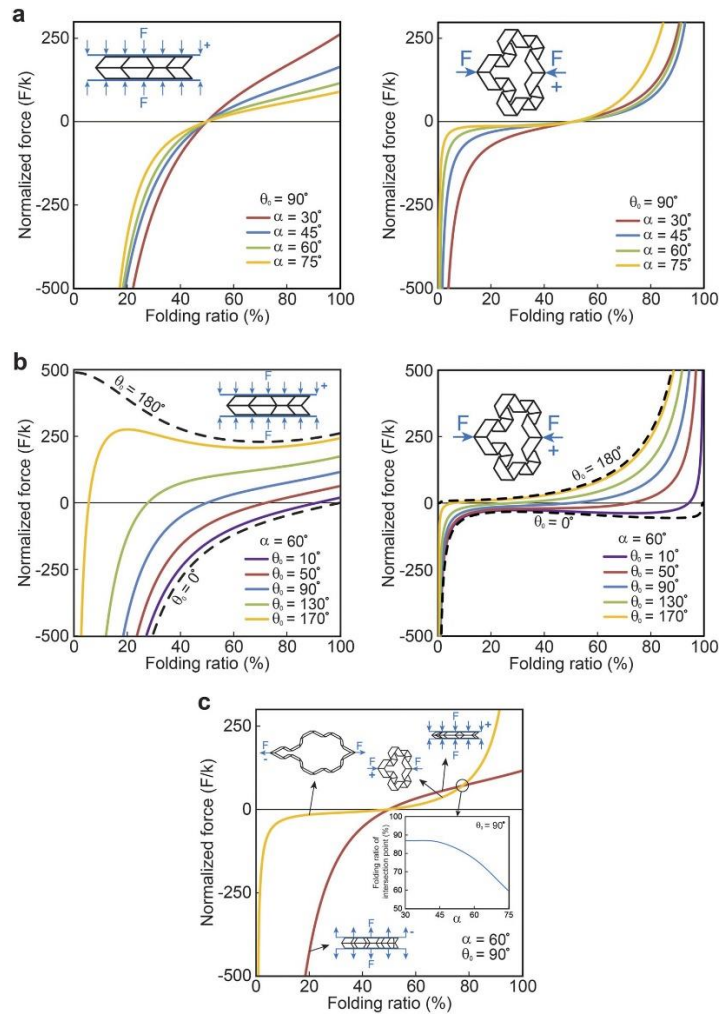 a
250
0
-250
-500
Normalized force (F/k)
F
+
F
θ₀ = 90°
α = 30°
α = 45°
α = 60°
α = 75°
0 20 40 60 80 100
Folding ratio (%)
250
0
-250
-500
Normalized force (F/k)
F F
+
θ₀ = 90°
α = 30°
α = 45°
α = 60°
α = 75°
0 20 40 60 80 100
Folding ratio (%)
b
500
250
0
-250
-500
Normalized force (F/k)
θ₀ = 180°
F
+
F
α = 60°
θ₀ = 10°
θ₀ = 50°
θ₀ = 90°
θ₀ = 130°
θ₀ = 170°
θ₀ = 0°
0 20 40 60 80 100
Folding ratio (%)
500
250
0
-250
-500
Normalized force (F/k)
F F
+
θ₀ = 180°
θ₀ = 0°
α = 60°
θ₀ = 10°
θ₀ = 50°
θ₀ = 90°
θ₀ = 130°
θ₀ = 170°
0 20 40 60 80 100
Folding ratio (%)
c
250
0
-250
-500
Normalized force (F/k)
F F
- -
F F
+
F
+
F
100
90
80
70
60
50
Folding ratio of
intersection point (%)
θ₀ = 90°
30 45 60 75
α
F
-
F
α = 60°
θ₀ = 90°
0 20 40 60 80 100
Folding ratio (%)